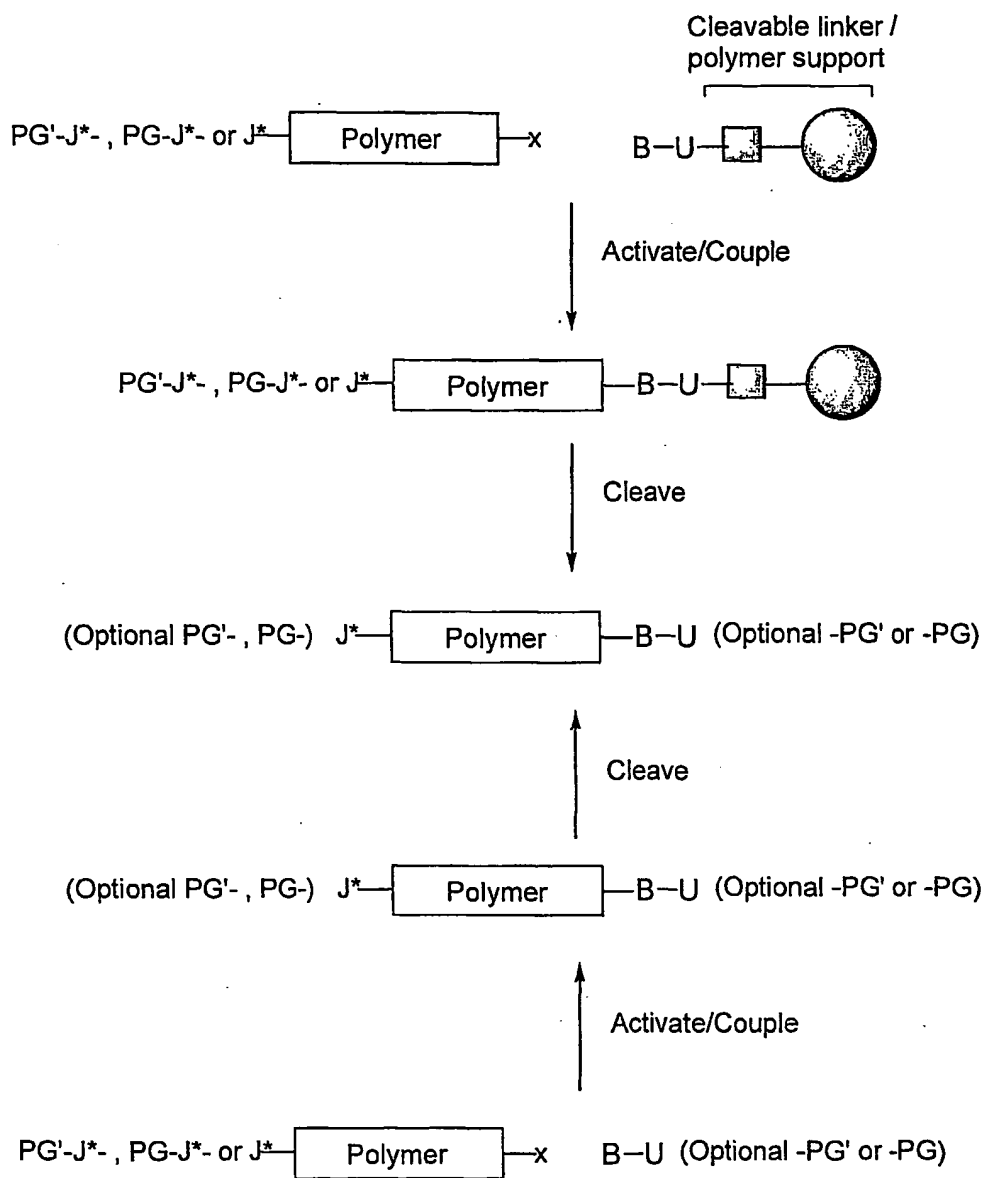 Cleavable linker /
polymer support
PG'-J*- , PG-J*- or J* Polymer x B-U
Activate/Couple
PG'-J*- , PG-J*- or J* Polymer B-U
Cleave
(Optional PG'- , PG-) J* Polymer B-U (Optional -PG' or -PG)
Cleave
(Optional PG'- , PG-) J* Polymer B-U (Optional -PG' or -PG)
Activate/Couple
PG'-J*- , PG-J*- or J* Polymer x B-U (Optional -PG' or -PG)